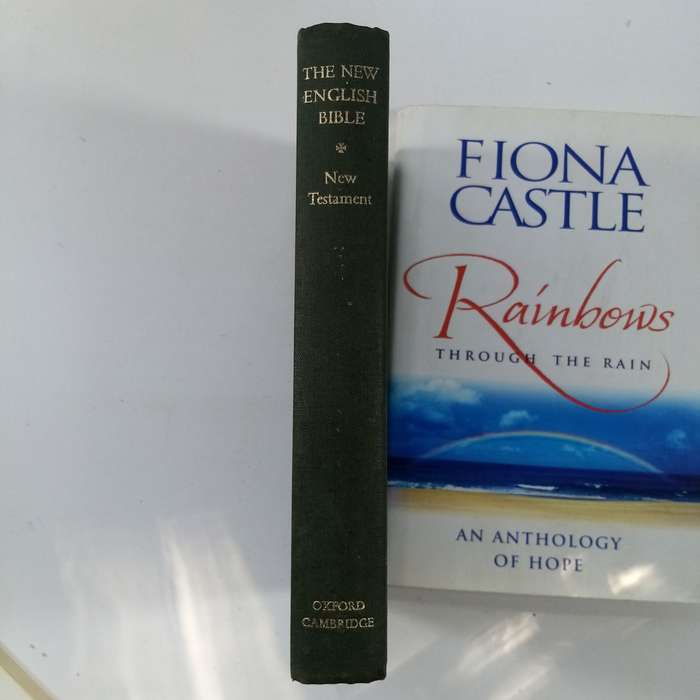 THE NEW
ENGLISH
BIBLE
New
Testament
OXFORD
CAMBRIDGE
FIONA
CASTLE
Rainbows
THROUGH THE RAIN
AN ANTHOLOGY
OF HOPE